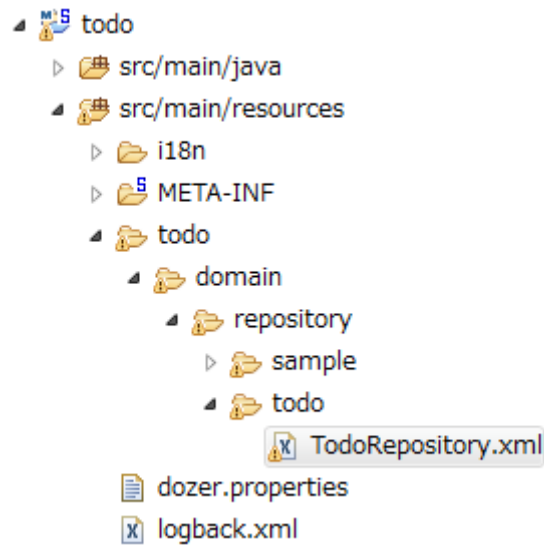 todo
src/main/java
src/main/resources
i18n
META-INF
todo
domain
repository
sample
todo
TodoRepository.xml
dozer.properties
logback.xml